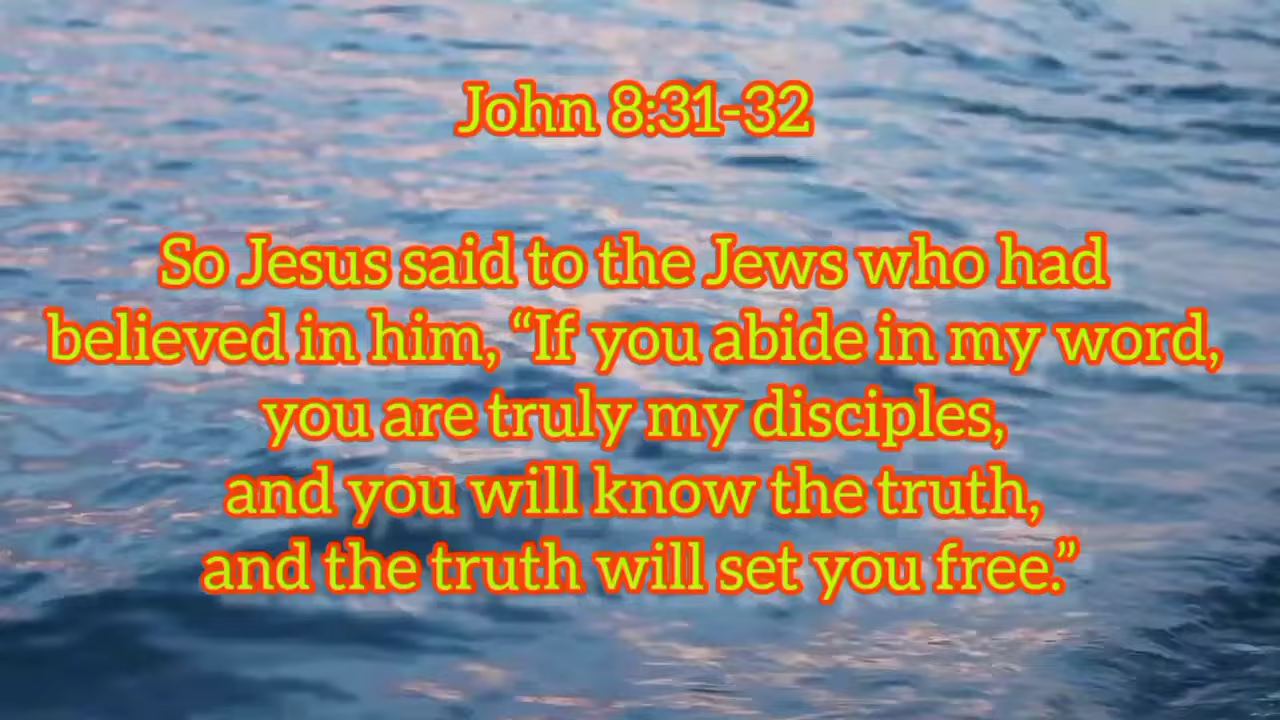 John 8:31-32
So Jesus said to the Jews who had
believed in him, “If you abide in my word,
you are truly my disciples,
and you will know the truth,
and the truth will set you free.”